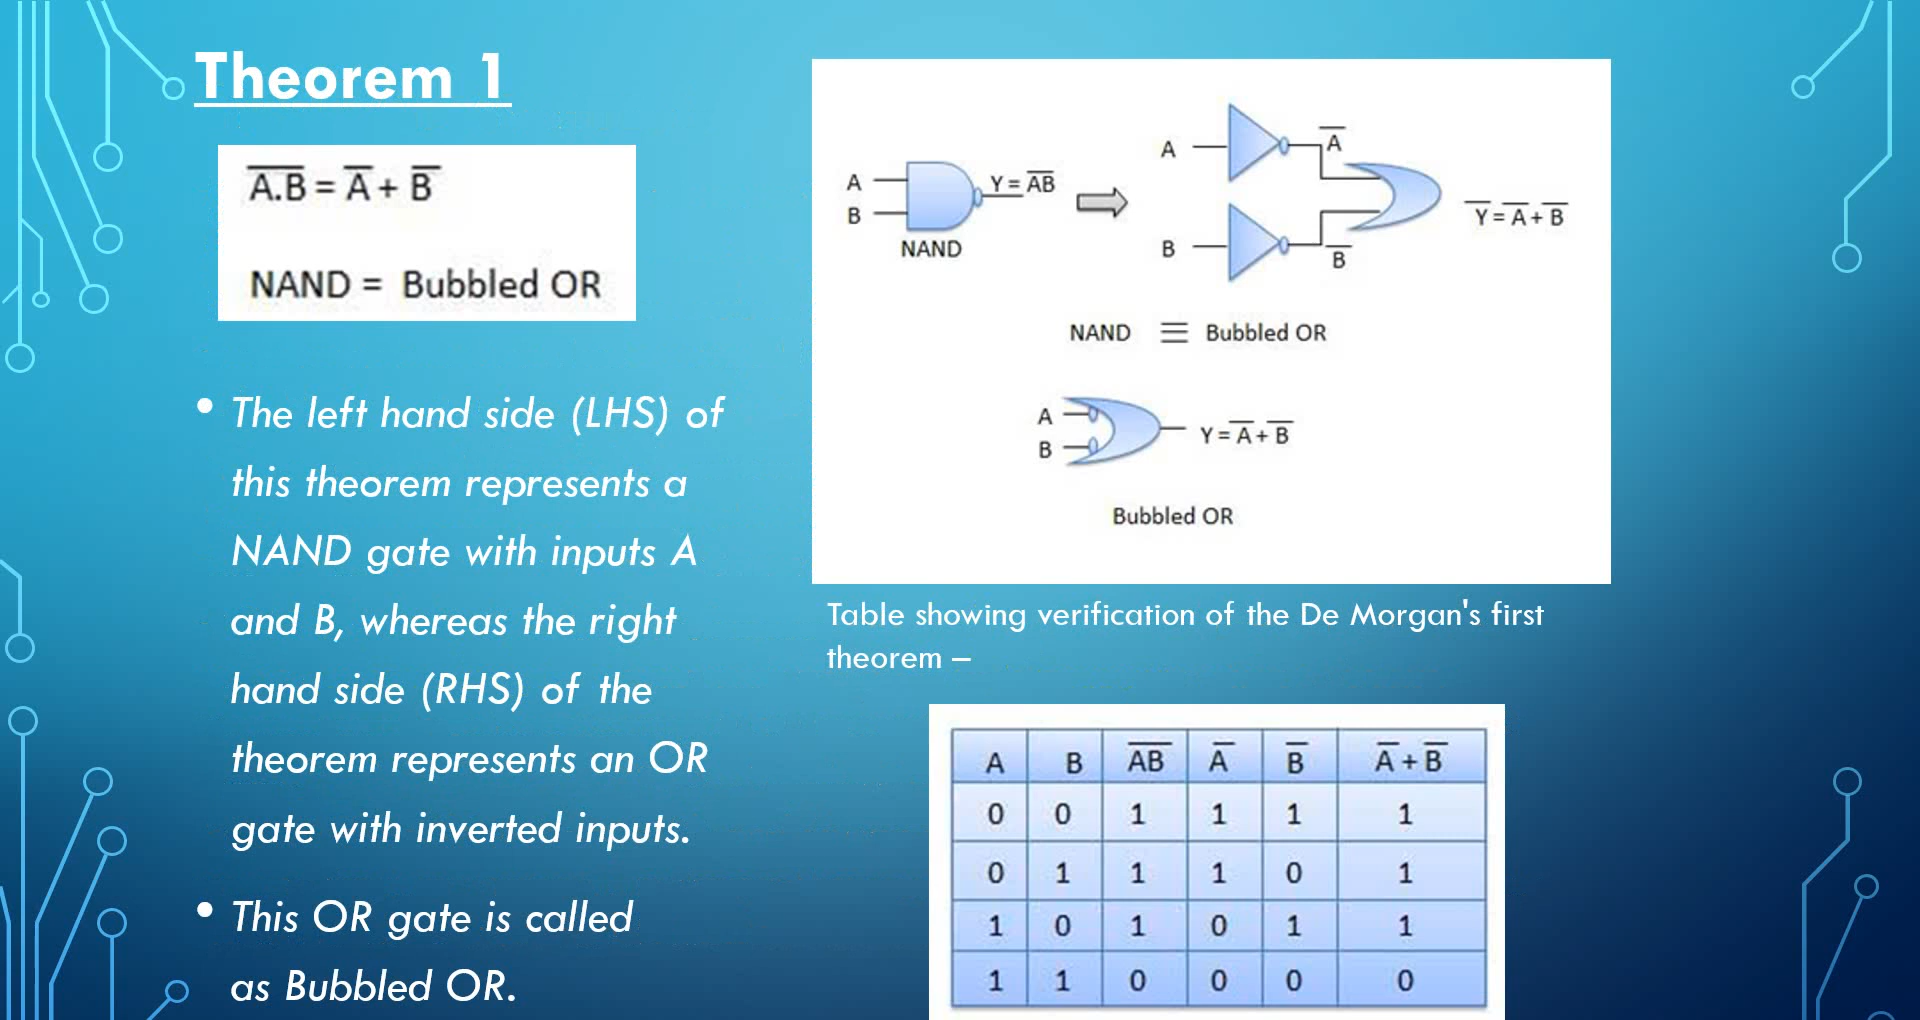 Theorem 1
A̅.̅B̅ = A̅ + B̅
NAND = Bubbled OR
• The left hand side (LHS) of
this theorem represents a
NAND gate with inputs A
and B, whereas the right
hand side (RHS) of the
theorem represents an OR
gate with inverted inputs.
• This OR gate is called
as Bubbled OR.
A
B
Y = A̅B̅
NAND
A
A̅
B
B̅
Y̅ = A̅ + B̅
NAND ≡ Bubbled OR
A
B
Y = A̅ + B̅
Bubbled OR
Table showing verification of the De Morgan's first
theorem –
A B A̅B̅ A̅ B̅ A̅ + B̅
0 0 1 1 1 1
0 1 1 1 0 1
1 0 1 0 1 1
1 1 0 0 0 0